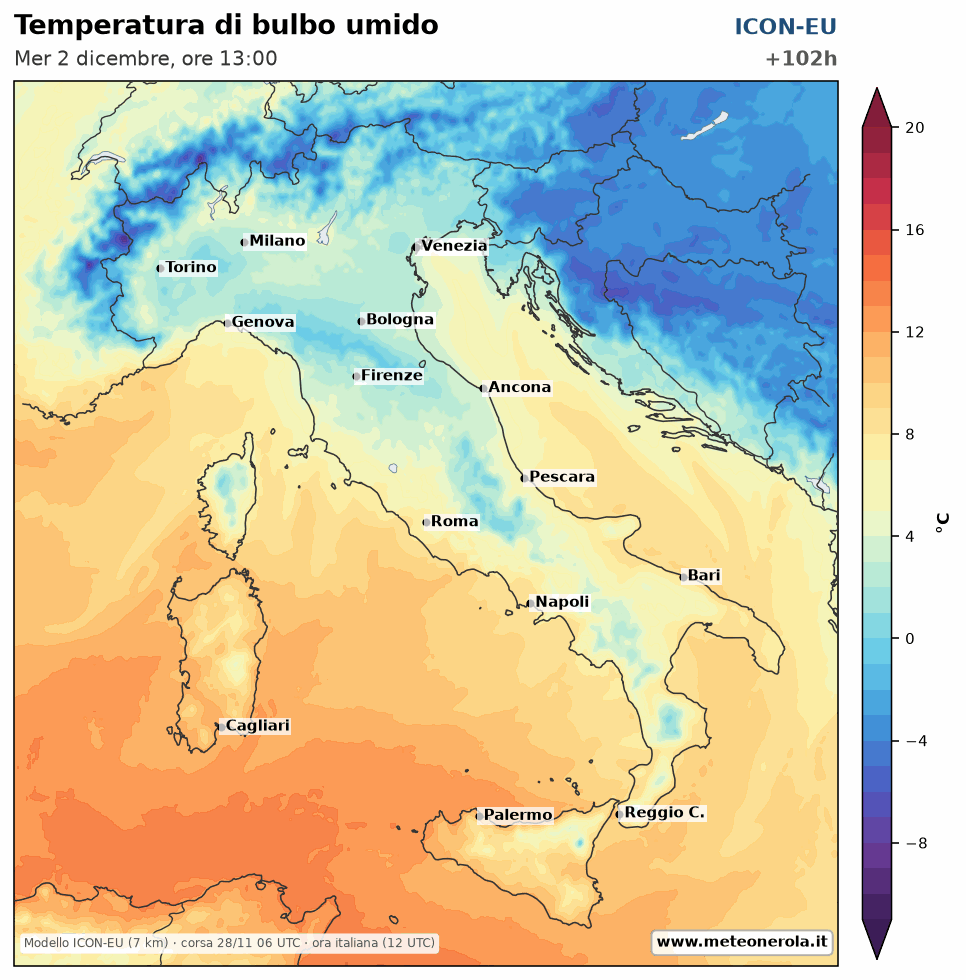 Temperatura di bulbo umido
ICON-EU
Mer 2 dicembre, ore 13:00
+102h
20
16
12
8
4
0
−4
−8
°C
Milano
Venezia
Torino
Genova
Bologna
Firenze
Ancona
Pescara
Roma
Bari
Napoli
Cagliari
Palermo
Reggio C.
Modello ICON-EU (7 km) · corsa 28/11 06 UTC · ora italiana (12 UTC)
www.meteonerola.it